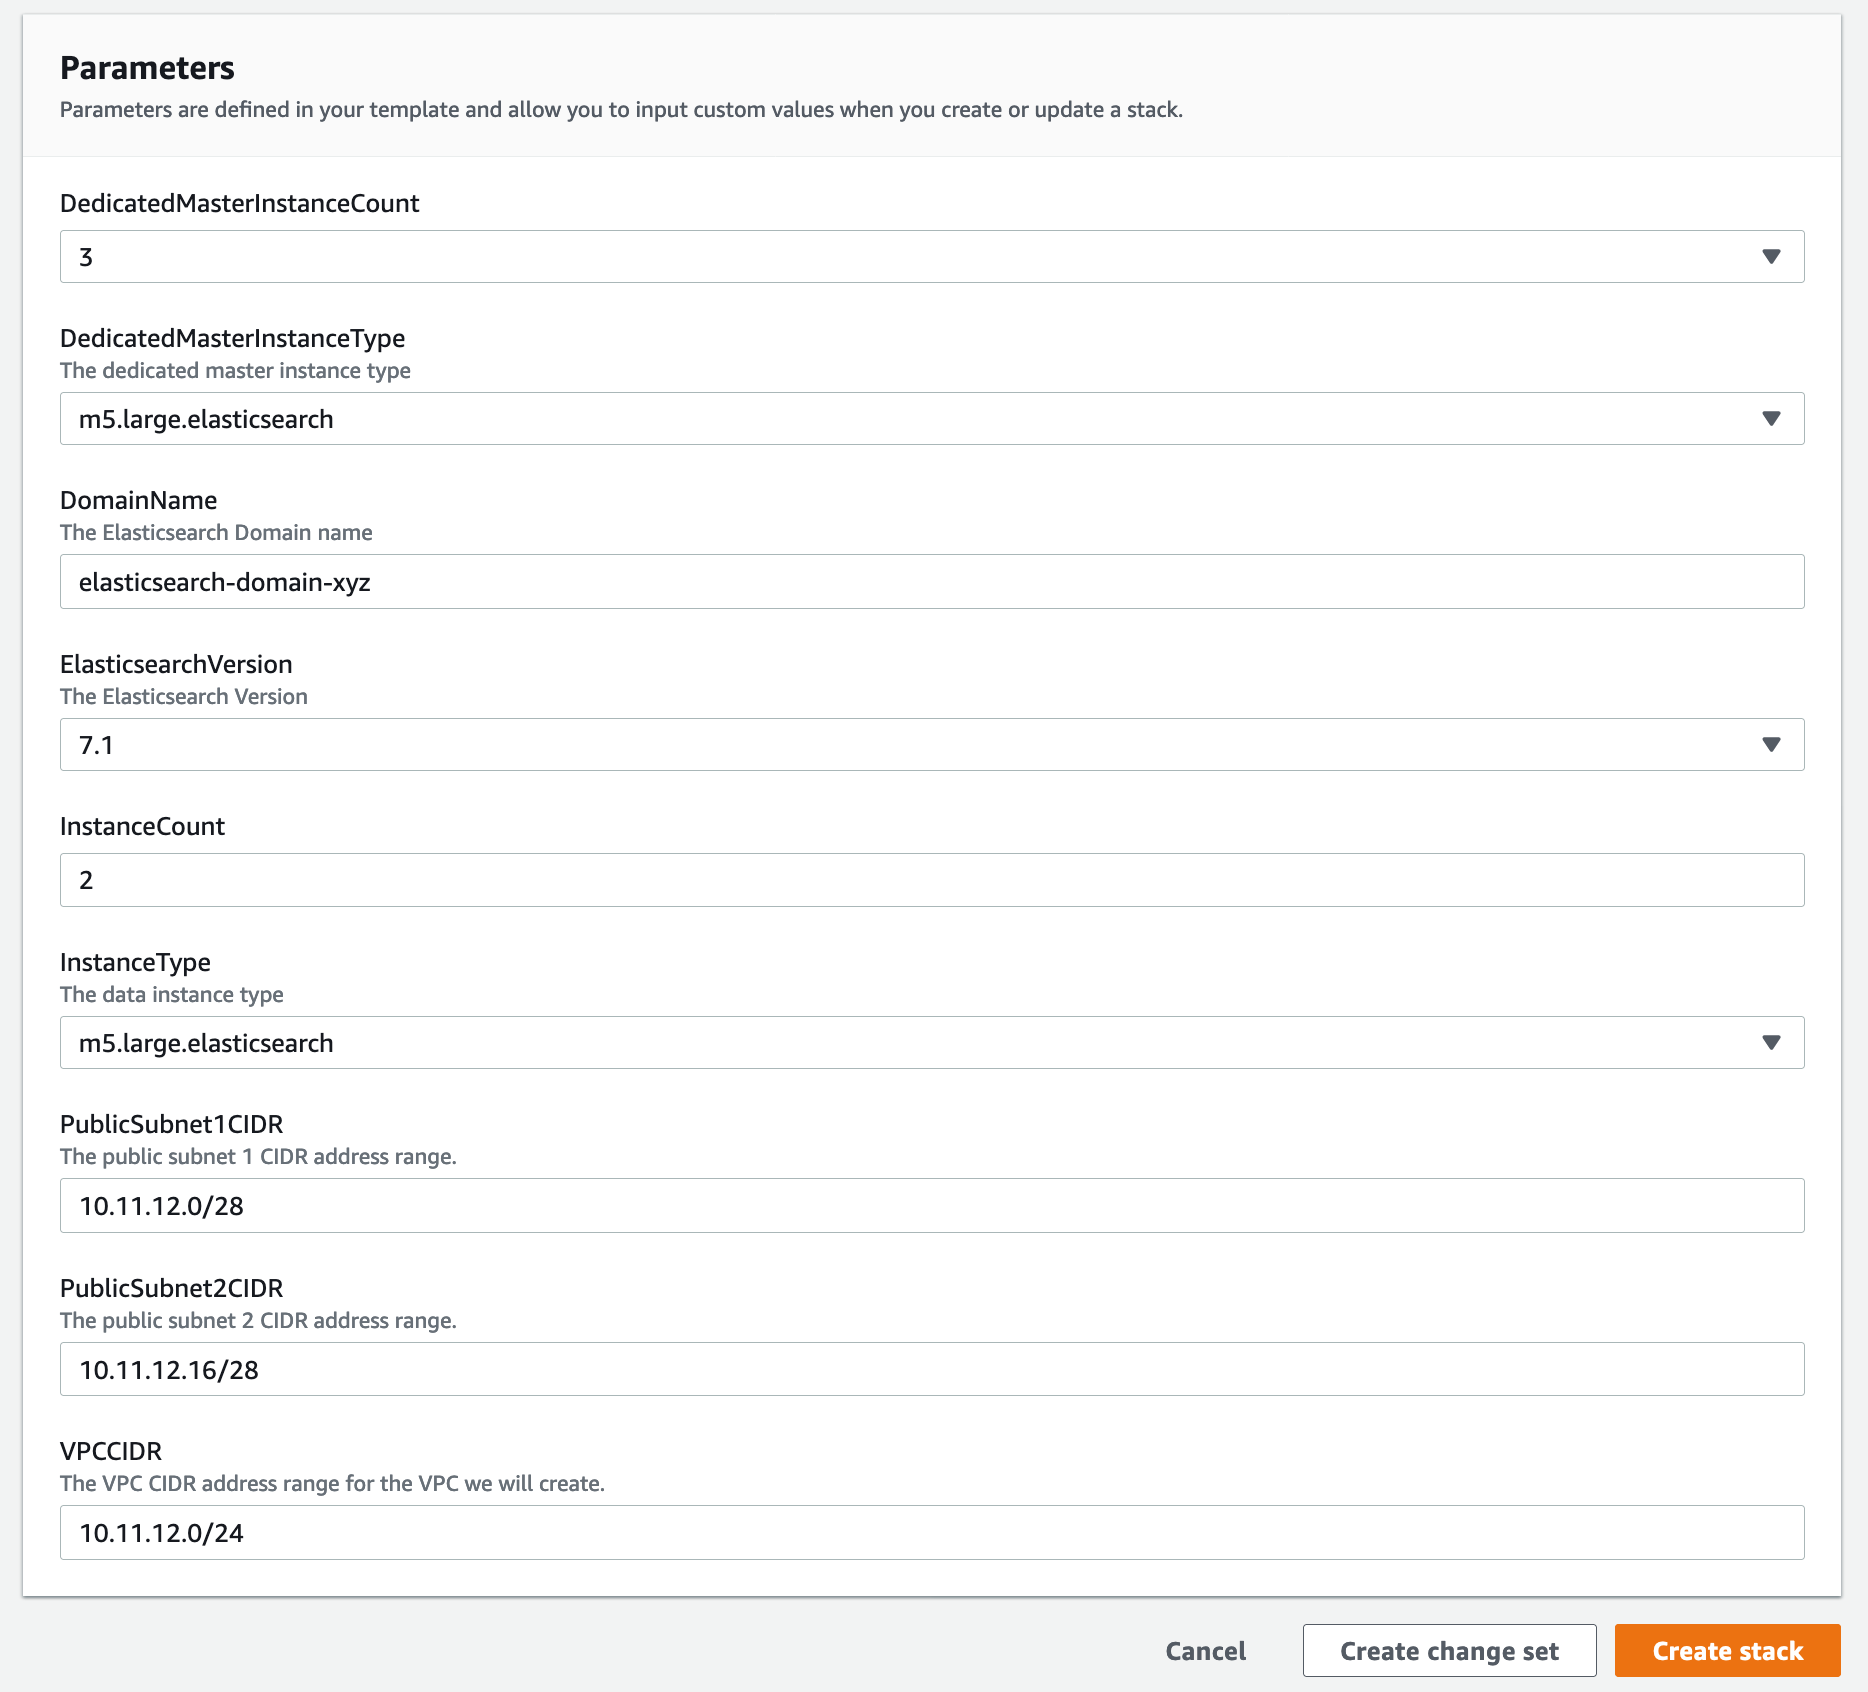 Parameters
Parameters are defined in your template and allow you to input custom values when you create or update a stack.
DedicatedMasterInstanceCount
3
DedicatedMasterInstanceType
The dedicated master instance type
m5.large.elasticsearch
DomainName
The Elasticsearch Domain name
elasticsearch-domain-xyz
ElasticsearchVersion
The Elasticsearch Version
7.1
InstanceCount
2
InstanceType
The data instance type
m5.large.elasticsearch
PublicSubnet1CIDR
The public subnet 1 CIDR address range.
10.11.12.0/28
PublicSubnet2CIDR
The public subnet 2 CIDR address range.
10.11.12.16/28
VPCCIDR
The VPC CIDR address range for the VPC we will create.
10.11.12.0/24
Cancel Create change set Create stack